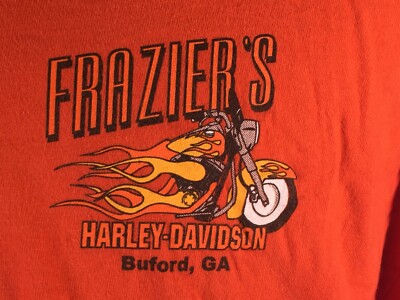 FRAZIER'S
HARLEY-DAVIDSON
Buford, GA